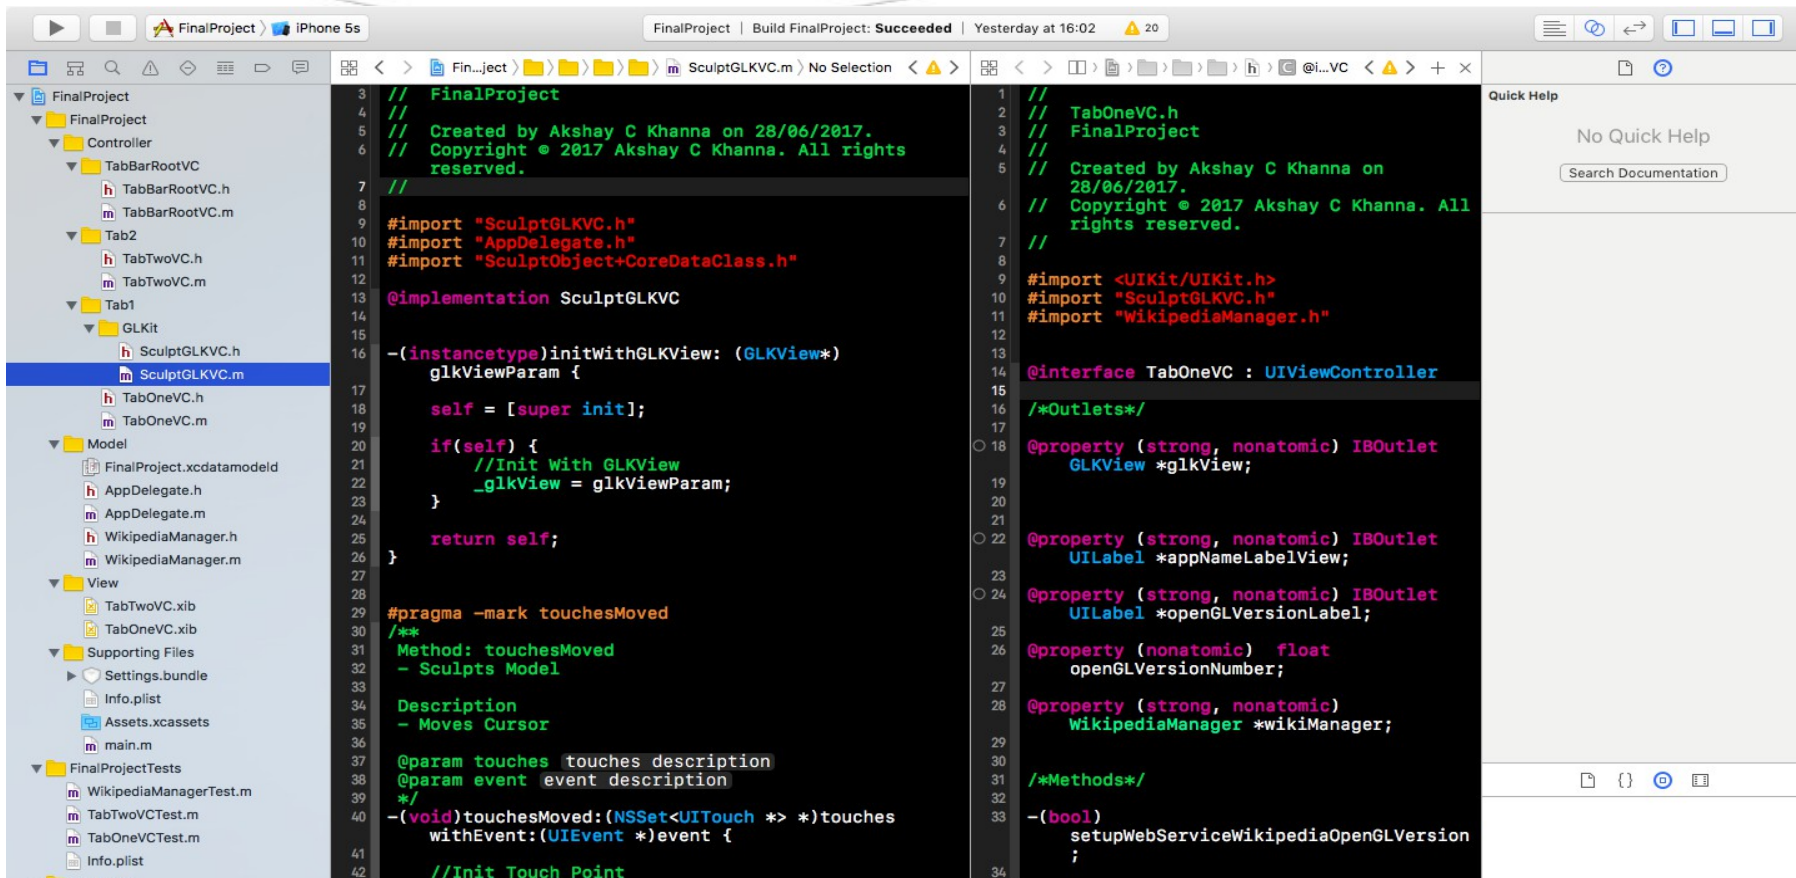 FinalProject 〉 iPhone 5s
FinalProject | Build FinalProject: Succeeded | Yesterday at 16:02 20
Fin...ject 〉 〉 〉 〉 〉 m SculptGLKVC.m 〉 No Selection
h 〉 C @i...VC
FinalProject
FinalProject
Controller
TabBarRootVC
h TabBarRootVC.h
m TabBarRootVC.m
Tab2
h TabTwoVC.h
m TabTwoVC.m
Tab1
GLKit
h SculptGLKVC.h
m SculptGLKVC.m
h TabOneVC.h
m TabOneVC.m
Model
FinalProject.xcdatamodeld
h AppDelegate.h
m AppDelegate.m
h WikipediaManager.h
m WikipediaManager.m
View
TabTwoVC.xib
TabOneVC.xib
Supporting Files
Settings.bundle
Info.plist
Assets.xcassets
m main.m
FinalProjectTests
m WikipediaManagerTest.m
m TabTwoVCTest.m
m TabOneVCTest.m
Info.plist
3 // FinalProject
4 //
5 // Created by Akshay C Khanna on 28/06/2017.
6 // Copyright © 2017 Akshay C Khanna. All rights
reserved.
7 //
8
9 #import "SculptGLKVC.h"
10 #import "AppDelegate.h"
11 #import "SculptObject+CoreDataClass.h"
12
13 @implementation SculptGLKVC
14
15
16 -(instancetype)initWithGLKView: (GLKView*)
glkViewParam {
17
18 self = [super init];
19
20 if(self) {
21 //Init With GLKView
22 _glkView = glkViewParam;
23 }
24
25 return self;
26 }
27
28
29 #pragma -mark touchesMoved
30 /**
31 Method: touchesMoved
32 - Sculpts Model
33
34 Description
35 - Moves Cursor
36
37 @param touches touches description
38 @param event event description
39 */
40 -(void)touchesMoved:(NSSet<UITouch *> *)touches
withEvent:(UIEvent *)event {
41
42 //Init Touch Point
1 //
2 // TabOneVC.h
3 // FinalProject
4 //
5 // Created by Akshay C Khanna on
28/06/2017.
6 // Copyright © 2017 Akshay C Khanna. All
rights reserved.
7 //
8
9 #import <UIKit/UIKit.h>
10 #import "SculptGLKVC.h"
11 #import "WikipediaManager.h"
12
13
14 @interface TabOneVC : UIViewController
15
16 /*Outlets*/
17
18 @property (strong, nonatomic) IBOutlet
GLKView *glkView;
19
20
21
22 @property (strong, nonatomic) IBOutlet
UILabel *appNameLabelView;
23
24 @property (strong, nonatomic) IBOutlet
UILabel *openGLVersionLabel;
25
26 @property (nonatomic) float
openGLVersionNumber;
27
28 @property (strong, nonatomic)
WikipediaManager *wikiManager;
29
30
31 /*Methods*/
32
33 -(bool)
setupWebServiceWikipediaOpenGLVersion
;
34
Quick Help
No Quick Help
Search Documentation